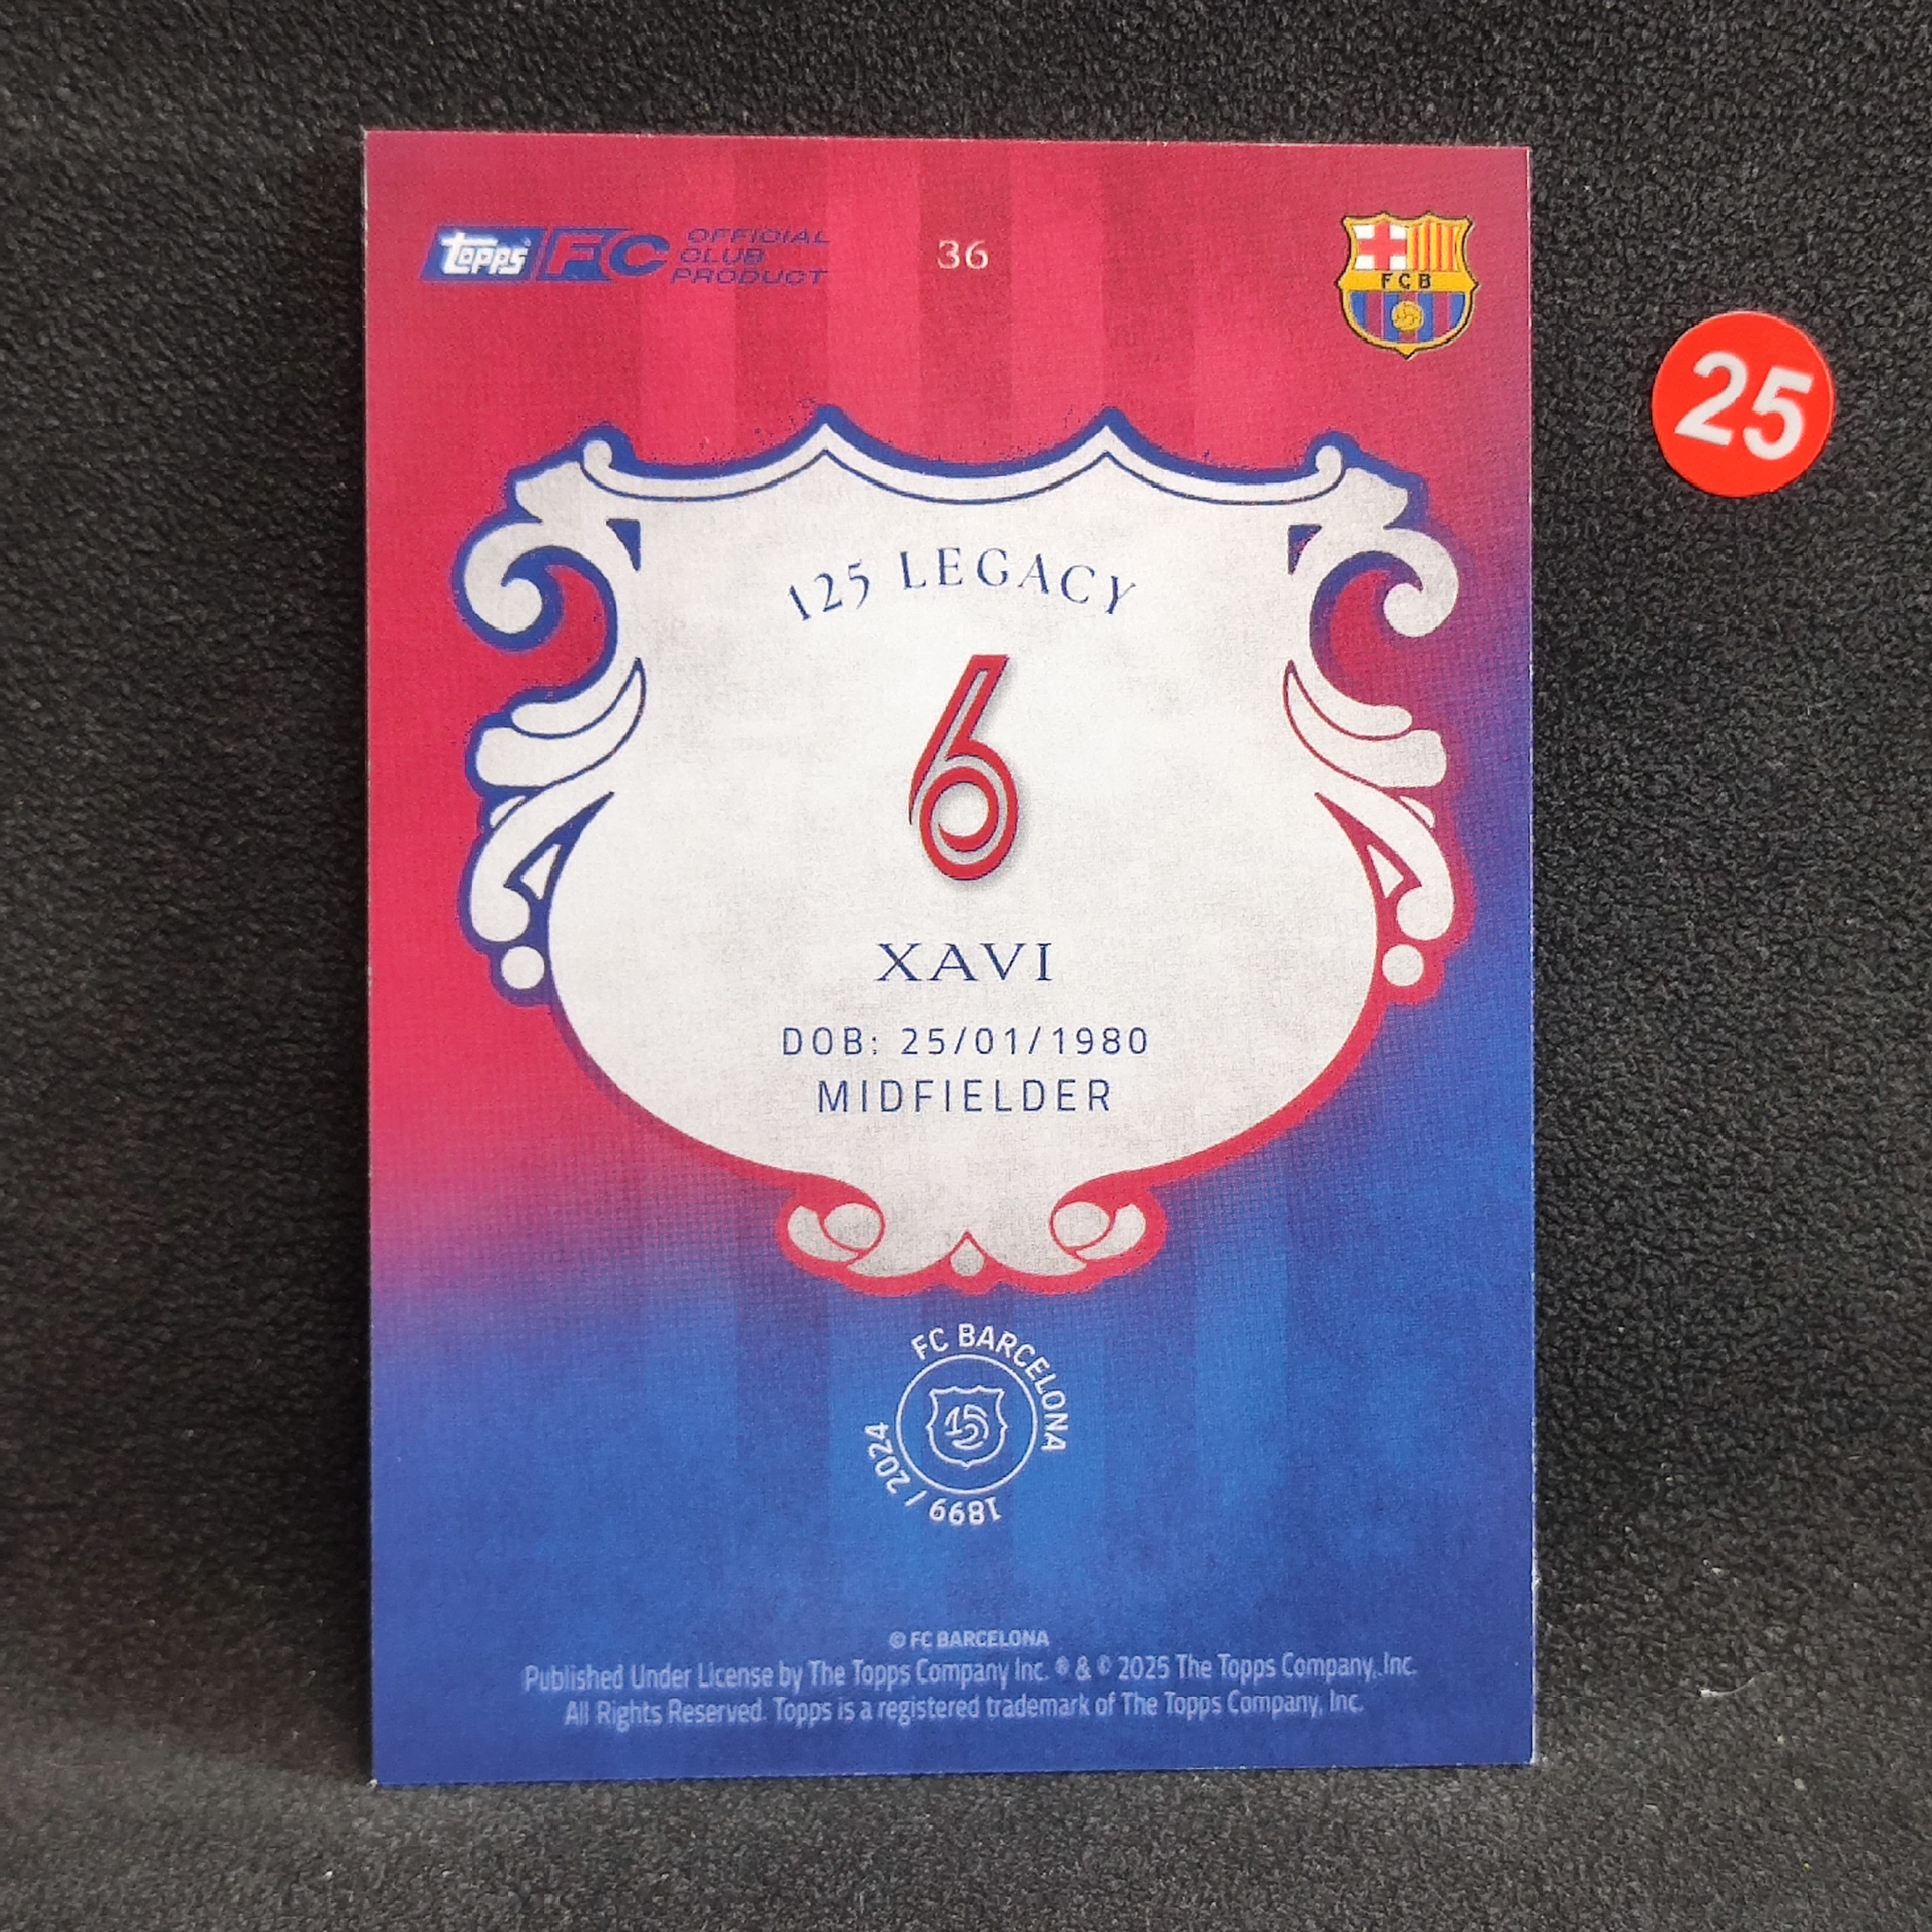 topps FC OFFICIAL
CLUB
PRODUCT
36
FCB
25
125 LEGACY
6
XAVI
DOB: 25/01/1980
MIDFIELDER
FC BARCELONA
125
1899 / 2024
© FC BARCELONA
Published Under License by The Topps Company Inc. ® & © 2025 The Topps Company, Inc.
All Rights Reserved. Topps is a registered trademark of The Topps Company, Inc.